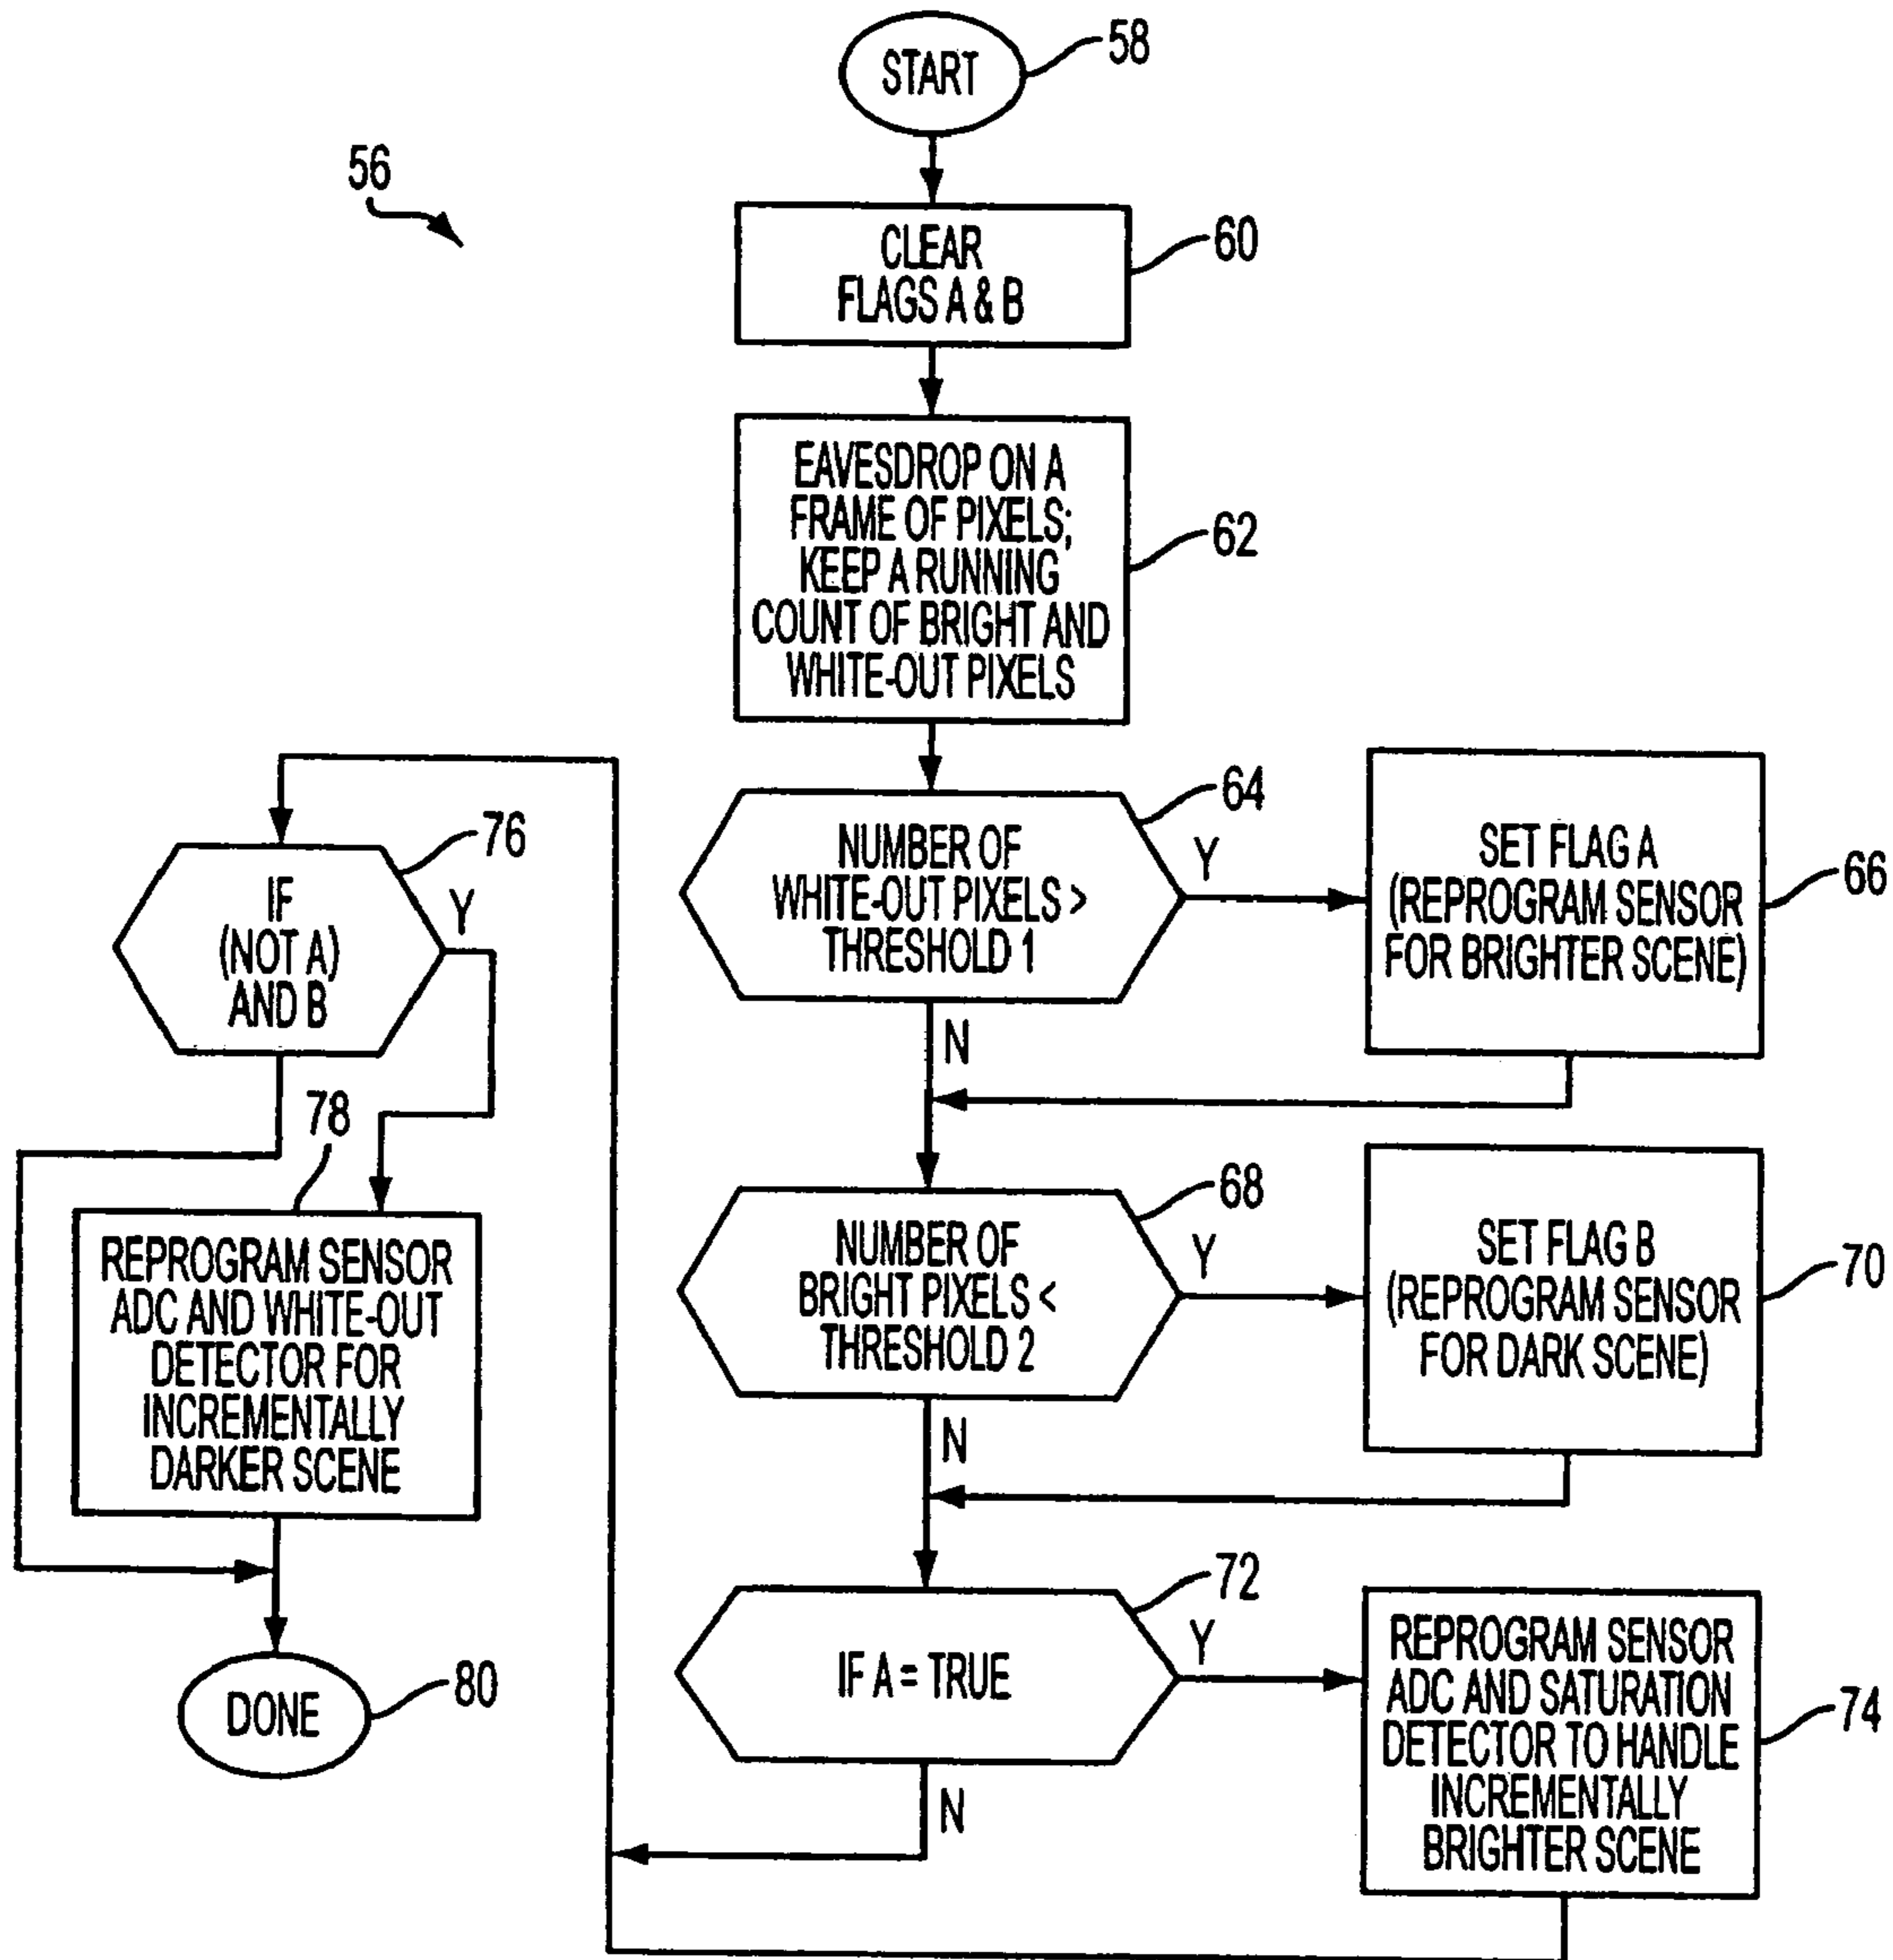 START
58
56
CLEAR
FLAGS A & B
60
EAVESDROP ON A
FRAME OF PIXELS;
KEEP A RUNNING
COUNT OF BRIGHT AND
WHITE-OUT PIXELS
62
NUMBER OF
WHITE-OUT PIXELS >
THRESHOLD 1
64
Y
N
SET FLAG A
(REPROGRAM SENSOR
FOR BRIGHTER SCENE)
66
NUMBER OF
BRIGHT PIXELS <
THRESHOLD 2
68
Y
N
SET FLAG B
(REPROGRAM SENSOR
FOR DARK SCENE)
70
IF A = TRUE
72
Y
N
REPROGRAM SENSOR
ADC AND SATURATION
DETECTOR TO HANDLE
INCREMENTALLY
BRIGHTER SCENE
74
IF
(NOT A)
AND B
76
Y
78
REPROGRAM SENSOR
ADC AND WHITE-OUT
DETECTOR FOR
INCREMENTALLY
DARKER SCENE
DONE
80